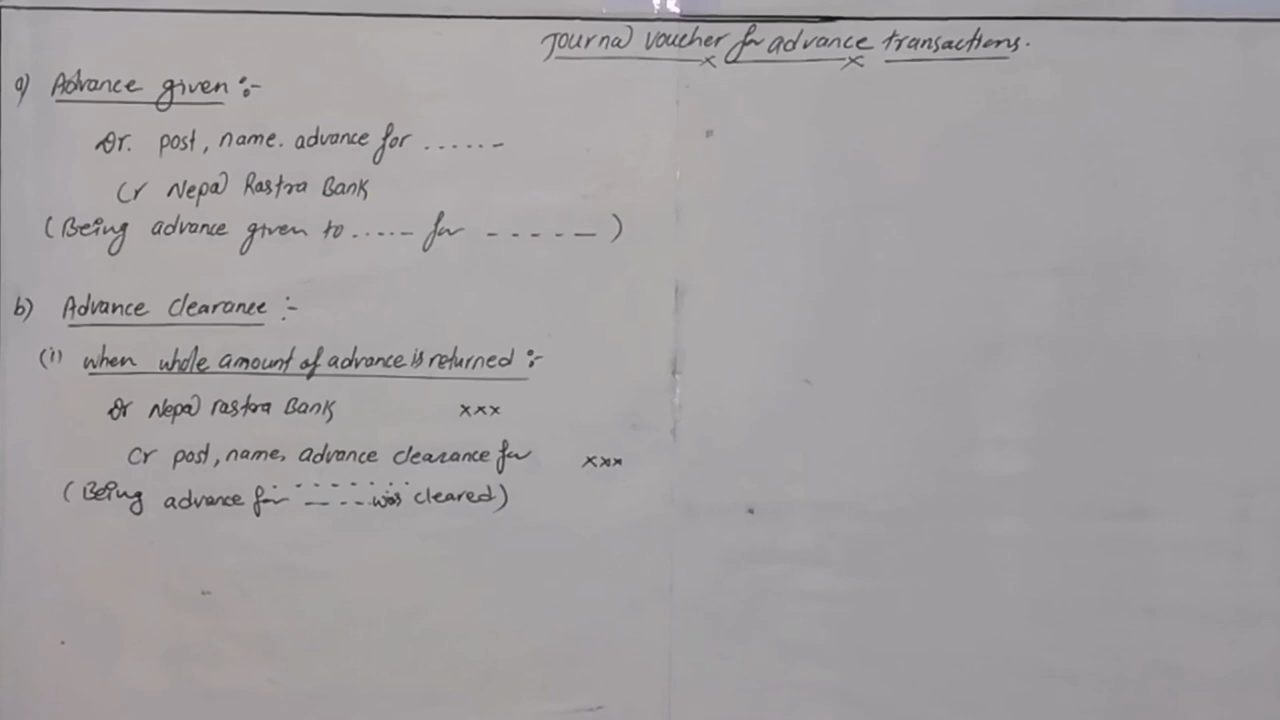 Journal voucher for advance transactions.
a) Advance given :-
Dr. post, name. advance for ......
Cr Nepal Rastra Bank
(Being advance given to ..... for - - - - - )
b) Advance clearance :-
(i) when whole amount of advance is returned :-
Dr Nepal rastra Bank xxx
Cr post, name, advance clearance for ....... xxx
(Being advance for - - - - was cleared)